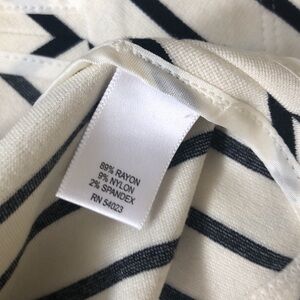 89% RAYON
9% NYLON
2% SPANDEX
RN 54023